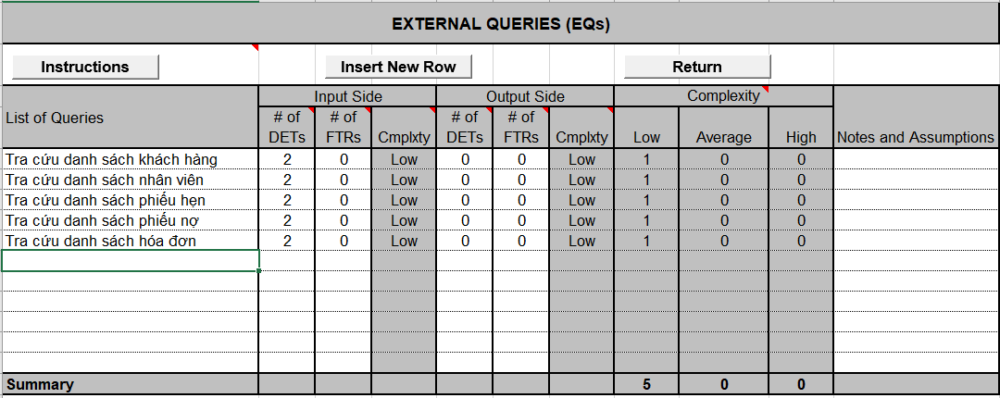 EXTERNAL QUERIES (EQs)
Instructions Insert New Row Return
List of Queries Input Side Output Side Complexity Notes and Assumptions
# of DETs # of FTRs Cmplxty # of DETs # of FTRs Cmplxty Low Average High
Tra cứu danh sách khách hàng 2 0 Low 0 0 Low 1 0 0
Tra cứu danh sách nhân viên 2 0 Low 0 0 Low 1 0 0
Tra cứu danh sách phiếu hẹn 2 0 Low 0 0 Low 1 0 0
Tra cứu danh sách phiếu nợ 2 0 Low 0 0 Low 1 0 0
Tra cứu danh sách hóa đơn 2 0 Low 0 0 Low 1 0 0
Summary 5 0 0